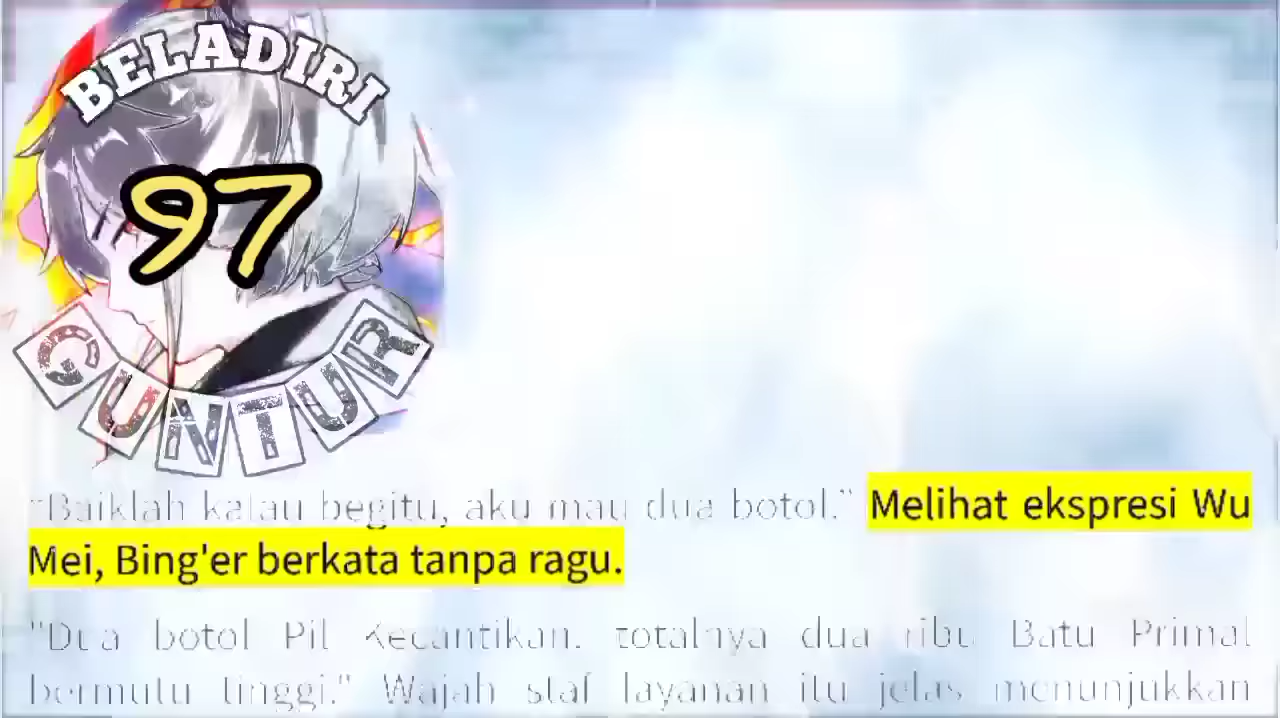 BELADIRI
97
GUNTUR
"Baiklah kalau begitu, aku mau dua botol." Melihat ekspresi Wu
Mei, Bing'er berkata tanpa ragu.
"Dua botol Pil Kecantikan, totalnya dua ribu Batu Primal
bermutu tinggi." Wajah staf layanan itu jelas menunjukkan